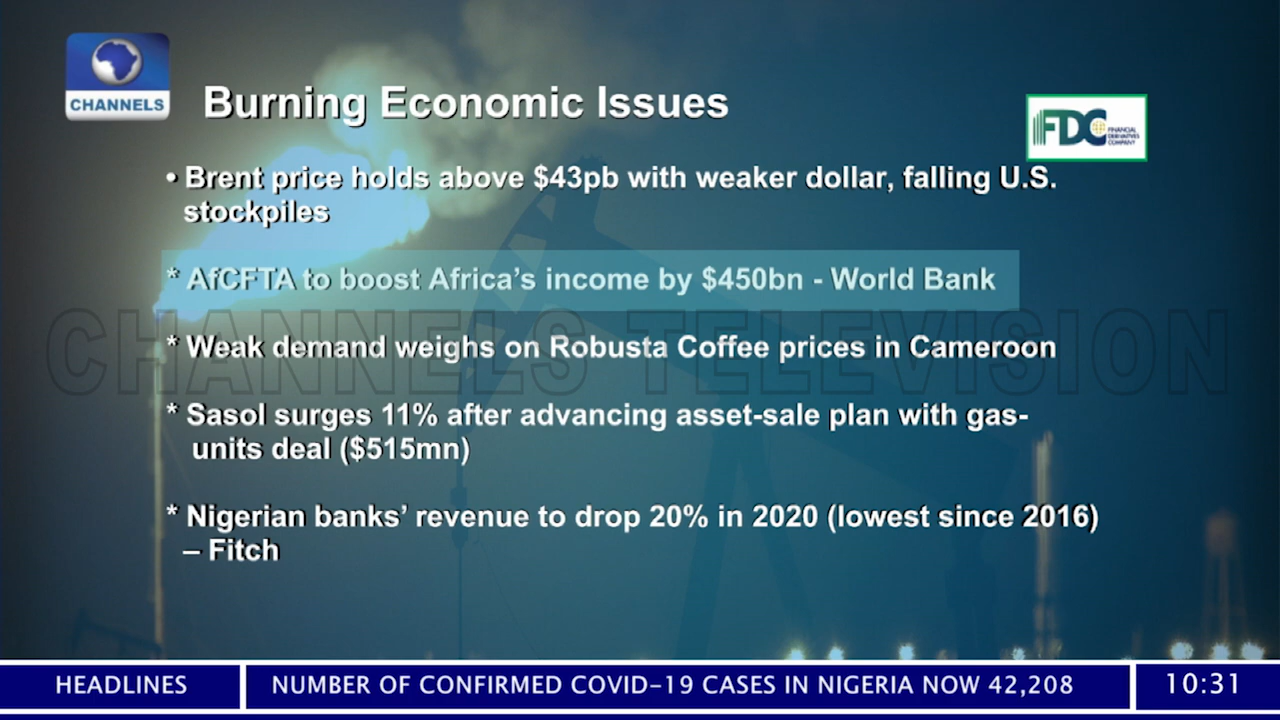 CHANNELS
Burning Economic Issues
FDC FINANCIAL
DERIVATIVES
COMPANY
• Brent price holds above $43pb with weaker dollar, falling U.S.
stockpiles
* AfCFTA to boost Africa’s income by $450bn - World Bank
CHANNELS TELEVISION
* Weak demand weighs on Robusta Coffee prices in Cameroon
* Sasol surges 11% after advancing asset-sale plan with gas-
units deal ($515mn)
* Nigerian banks’ revenue to drop 20% in 2020 (lowest since 2016)
– Fitch
HEADLINES
NUMBER OF CONFIRMED COVID–19 CASES IN NIGERIA NOW 42,208
10:31